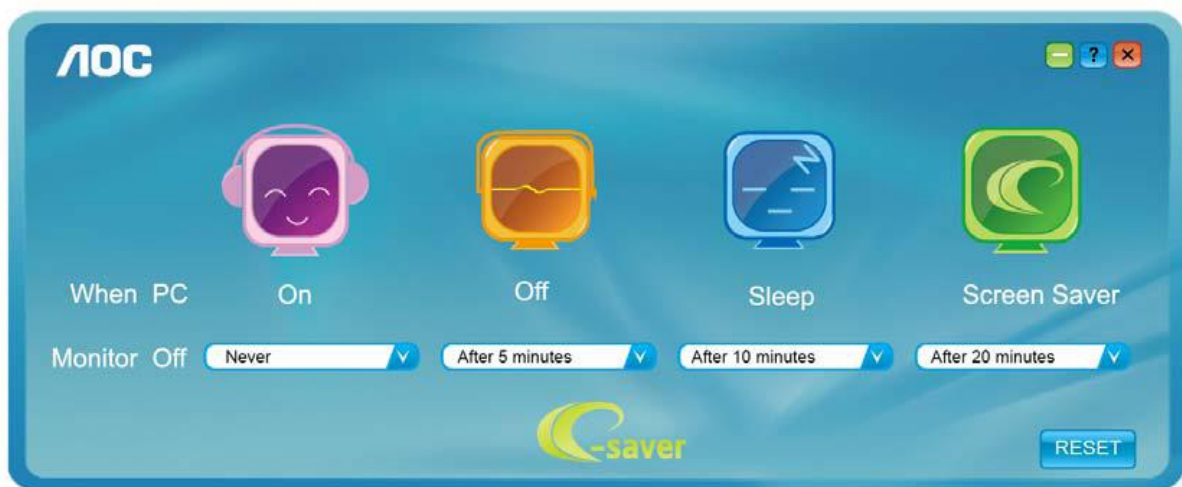 AOC
?
When PC On Off Sleep Screen Saver
Monitor Off Never After 5 minutes After 10 minutes After 20 minutes
e-saver
RESET